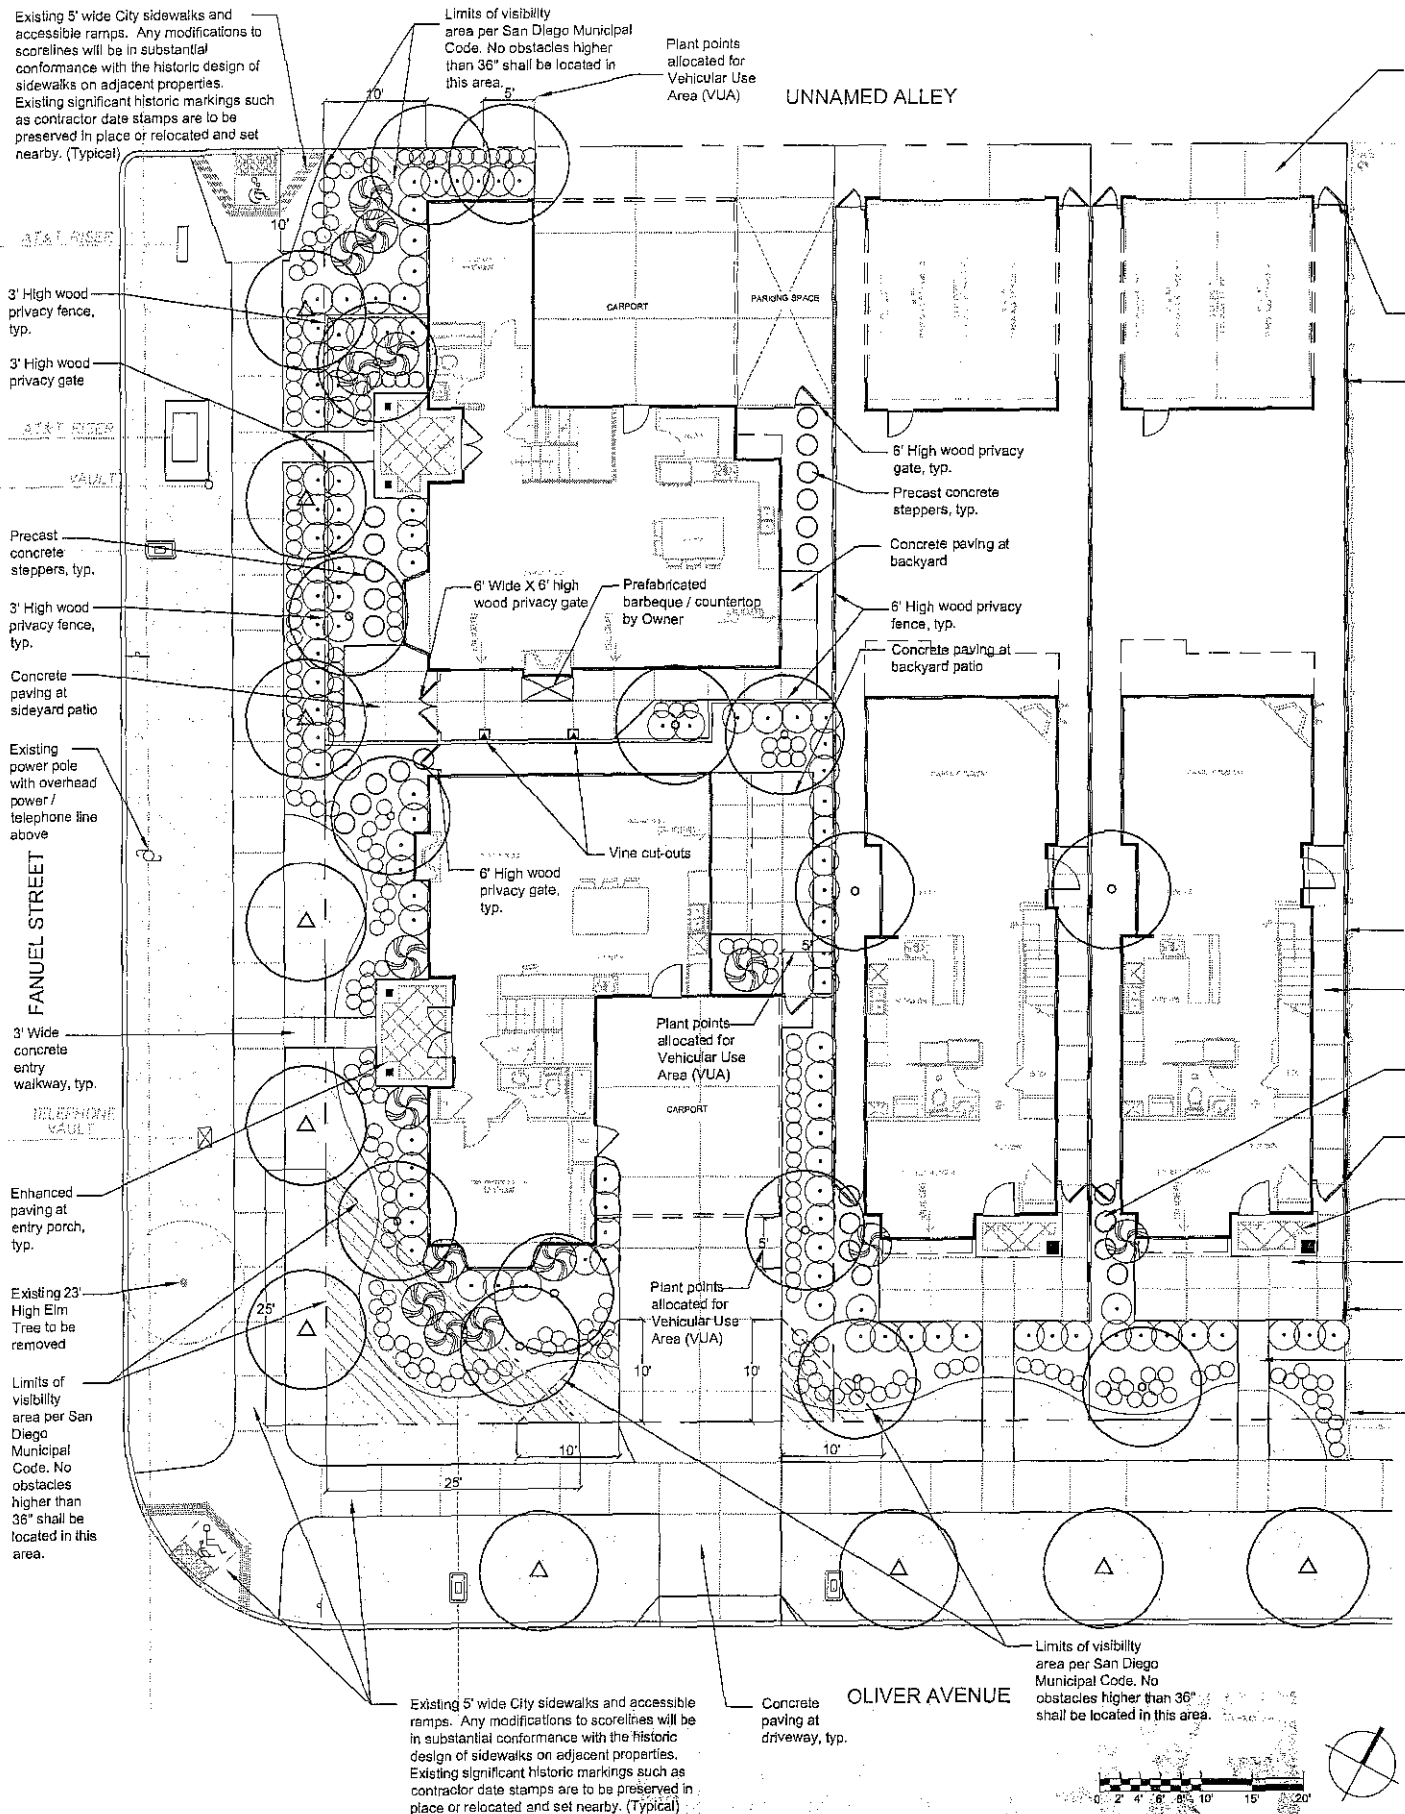 Existing 5' wide City sidewalks and
accessible ramps. Any modifications to
scorelines will be in substantial
conformance with the historic design of
sidewalks on adjacent properties.
Existing significant historic markings such
as contractor date stamps are to be
preserved in place or relocated and set
nearby. (Typical)
Limits of visibility
area per San Diego Municipal
Code. No obstacles higher
than 36" shall be located in
this area.
Plant points
allocated for
Vehicular Use
Area (VUA)
UNNAMED ALLEY
10'
5'
10'
AT&T RISER
3' High wood
privacy fence,
typ.
3' High wood
privacy gate
AT&T RISER
VAULT
CARPORT
PARKING SPACE
6' High wood privacy
gate, typ.
Precast concrete
steppers, typ.
Concrete paving at
backyard
6' High wood privacy
fence, typ.
Concrete paving at
backyard patio
Precast
concrete
steppers, typ.
3' High wood
privacy fence,
typ.
Concrete
paving at
sideyard patio
Existing
power pole
with overhead
power /
telephone line
above
6' Wide X 6' high
wood privacy gate
Prefabricated
barbeque / countertop
by Owner
Vine cut-outs
6' High wood
privacy gate,
typ.
FANUEL STREET
3' Wide
concrete
entry
walkway, typ.
TELEPHONE
VAULT
5'
Plant points
allocated for
Vehicular Use
Area (VUA)
CARPORT
Enhanced
paving at
entry porch,
typ.
5'
Existing 23'
High Elm
Tree to be
removed
25'
Plant points
allocated for
Vehicular Use
Area (VUA)
Limits of
visibility
area per San
Diego
Municipal
Code. No
obstacles
higher than
36" shall be
located in this
area.
10'
10'
10'
10'
25'
Existing 5' wide City sidewalks and accessible
ramps. Any modifications to scorelines will be
in substantial conformance with the historic
design of sidewalks on adjacent properties.
Existing significant historic markings such as
contractor date stamps are to be preserved in
place or relocated and set nearby. (Typical)
Concrete
paving at
driveway, typ.
OLIVER AVENUE
Limits of visibility
area per San Diego
Municipal Code. No
obstacles higher than 36"
shall be located in this area.
0 2' 4' 6' 8' 10' 15' 20'